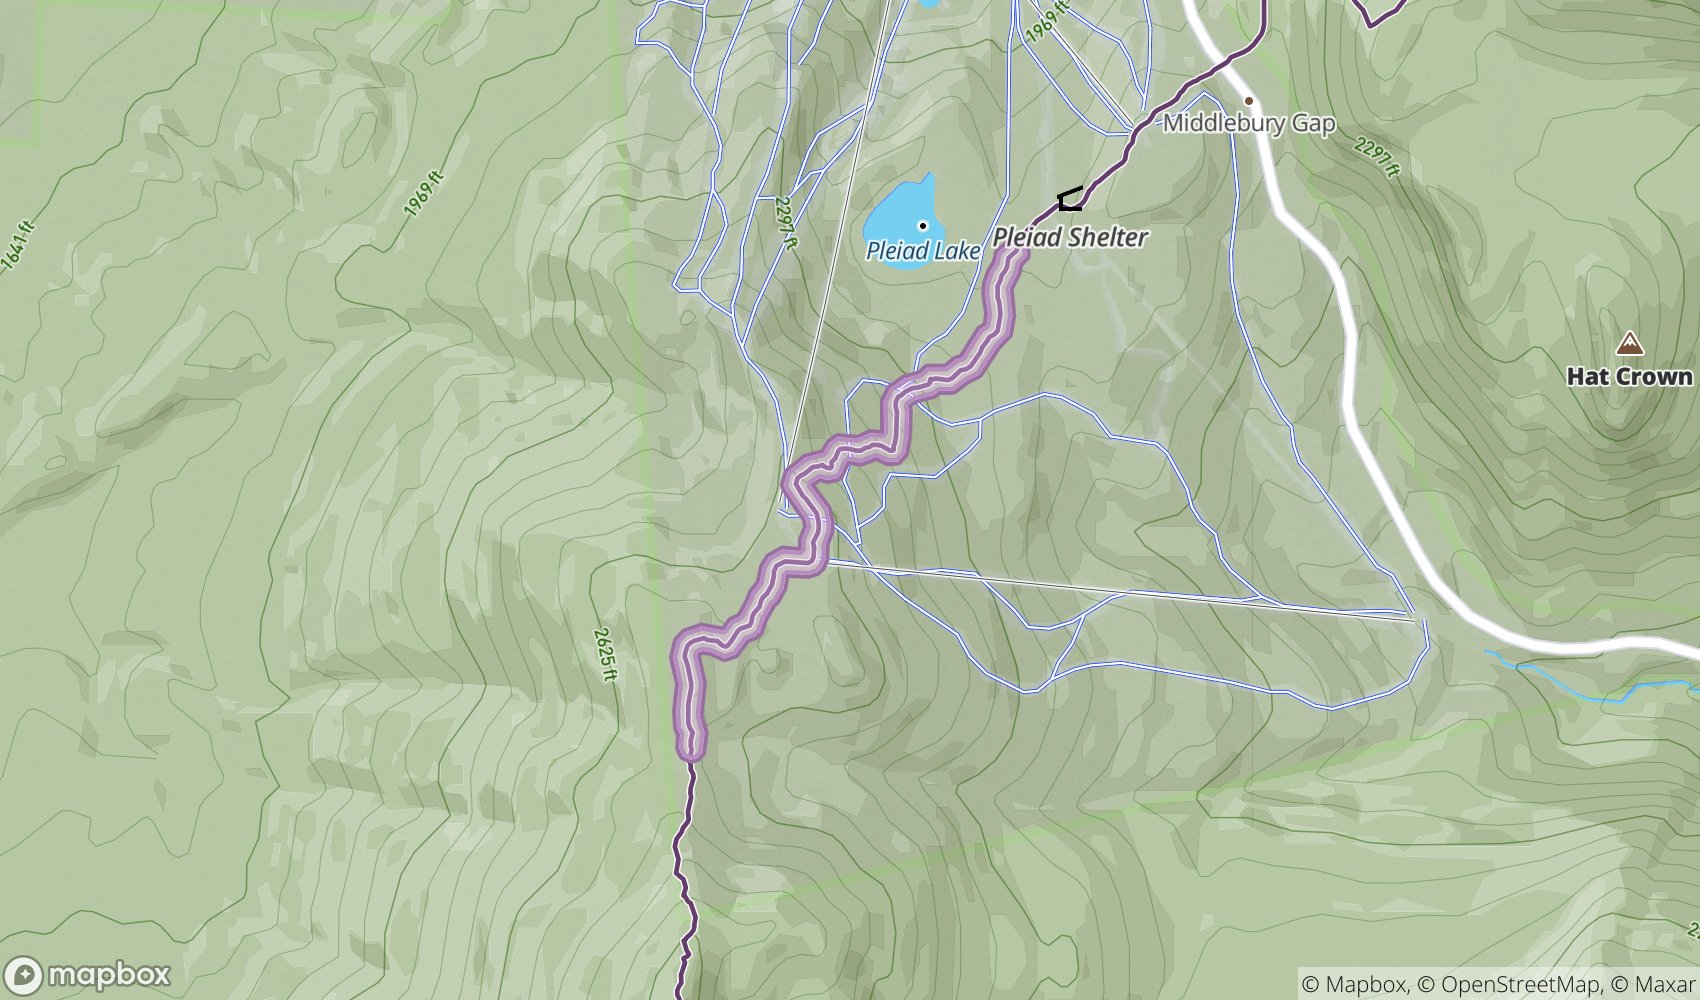 1969 ft
Middlebury Gap
2297 ft
1969 ft
2297 ft
1641 ft
Pleiad Shelter
Pleiad Lake
Hat Crown
2625 ft
mapbox
© Mapbox, © OpenStreetMap, © Maxar